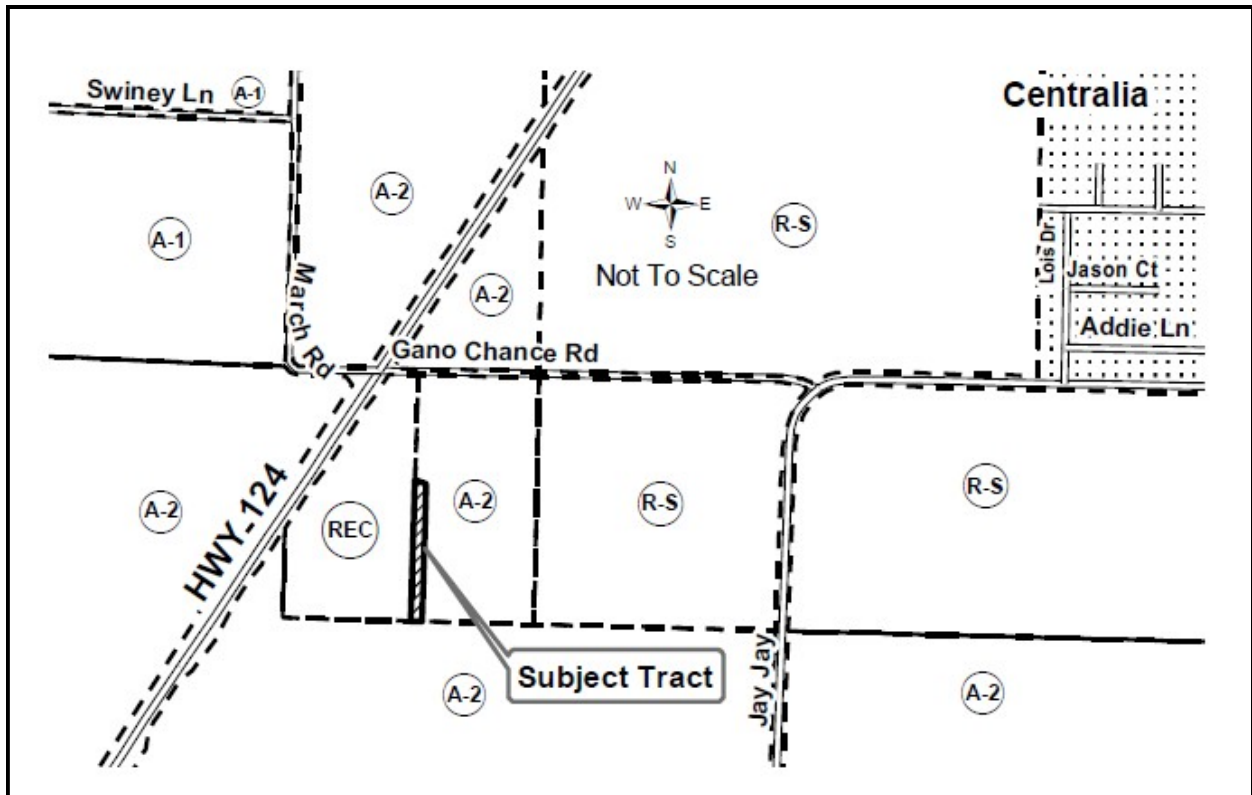 Swiney Ln
A-1
Centralia
A-2
N
W E
S
R-S
A-1
Not To Scale
Lois Dr
Jason Ct
March Rd
A-2
Addie Ln
Gano Chance Rd
HWY-124
A-2
REC
A-2
R-S
R-S
Subject Tract
A-2
Jay Jay
A-2